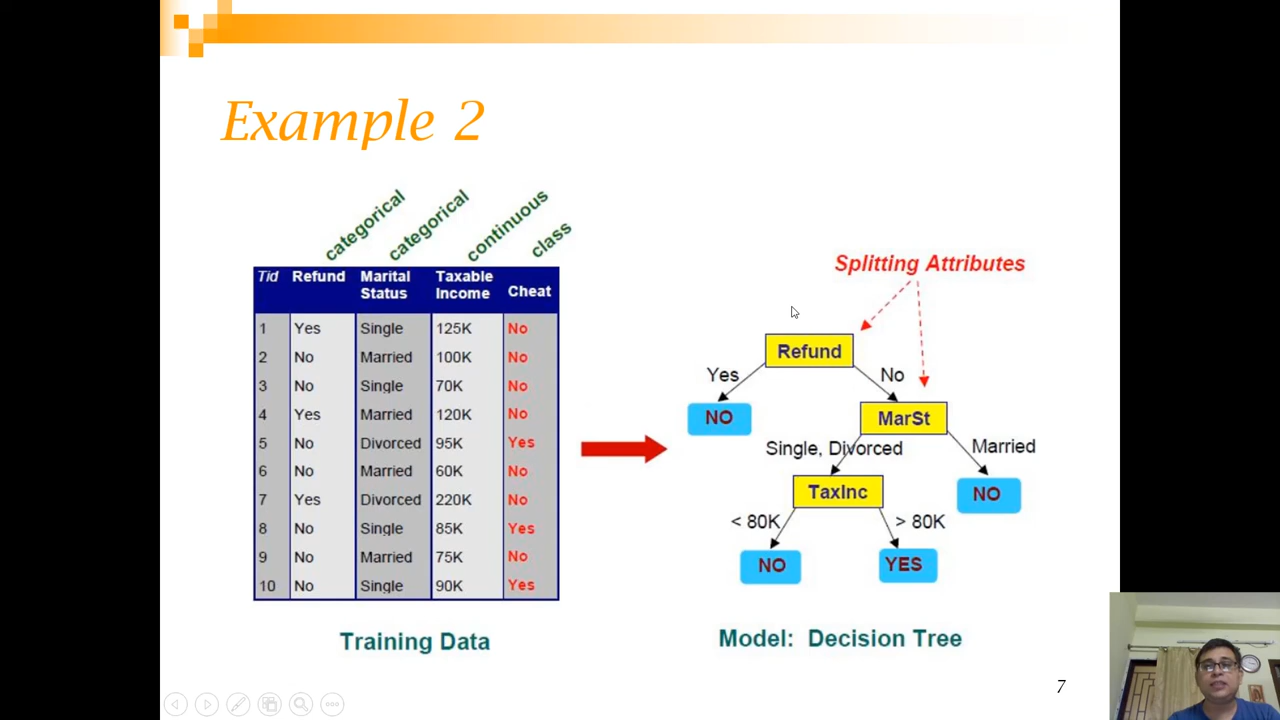 Example 2
categorical categorical continuous class
Tid Refund Marital Status Taxable Income Cheat
1 Yes Single 125K No
2 No Married 100K No
3 No Single 70K No
4 Yes Married 120K No
5 No Divorced 95K Yes
6 No Married 60K No
7 Yes Divorced 220K No
8 No Single 85K Yes
9 No Married 75K No
10 No Single 90K Yes
Training Data
Splitting Attributes
Refund
Yes No
NO MarSt
Single, Divorced Married
TaxInc NO
< 80K > 80K
NO YES
Model: Decision Tree
7